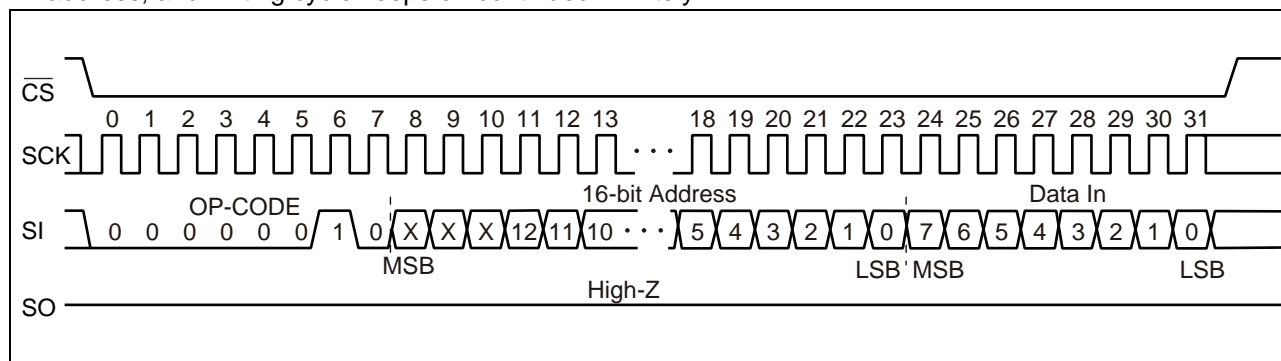 CS
0 1 2 3 4 5 6 7 8 9 10 11 12 13 18 19 20 21 22 23 24 25 26 27 28 29 30 31
SCK ···
OP-CODE 16-bit Address Data In
SI 0 0 0 0 0 0 1 0 X X X 12 11 10 ··· 5 4 3 2 1 0 7 6 5 4 3 2 1 0
MSB LSB MSB LSB
High-Z
SO